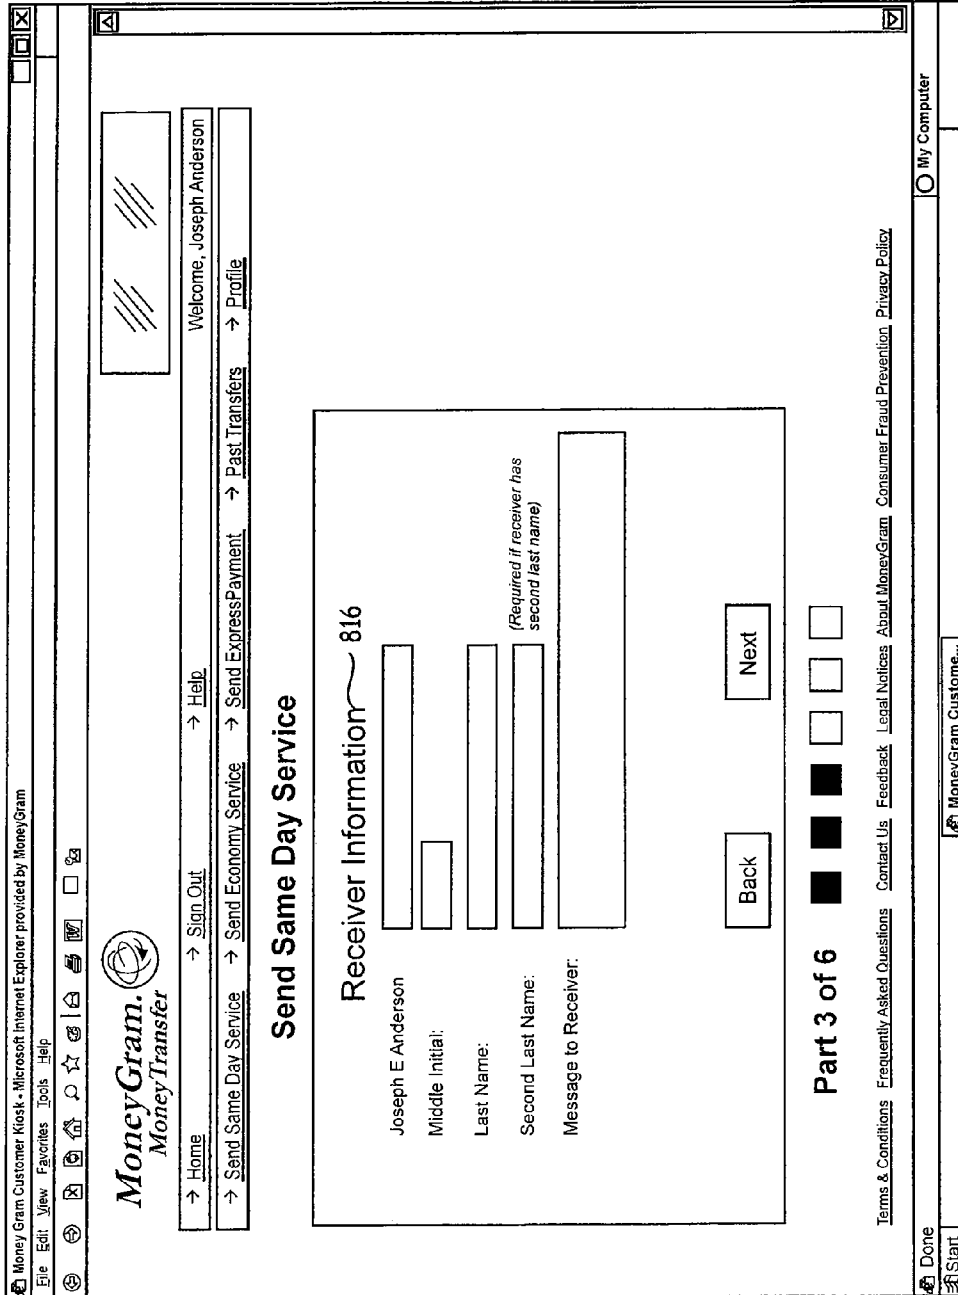 Money Gram Customer Kiosk - Microsoft Internet Explorer provided by MoneyGram
File Edit View Favorites Tools Help
MoneyGram.
MoneyTransfer
→ Home → Sign Out → Help Welcome, Joseph Anderson
→ Send Same Day Service → Send Economy Service → Send ExpressPayment → Past Transfers → Profile
Send Same Day Service
Receiver Information 816
Joseph E Anderson
Middle Initial:
Last Name:
Second Last Name: (Required if receiver has
second last name)
Message to Receiver:
Back Next
Part 3 of 6
Terms & Conditions Frequently Asked Questions Contact Us Feedback Legal Notices About MoneyGram Consumer Fraud Prevention Privacy Policy
Done My Computer
Start MoneyGram Custome...